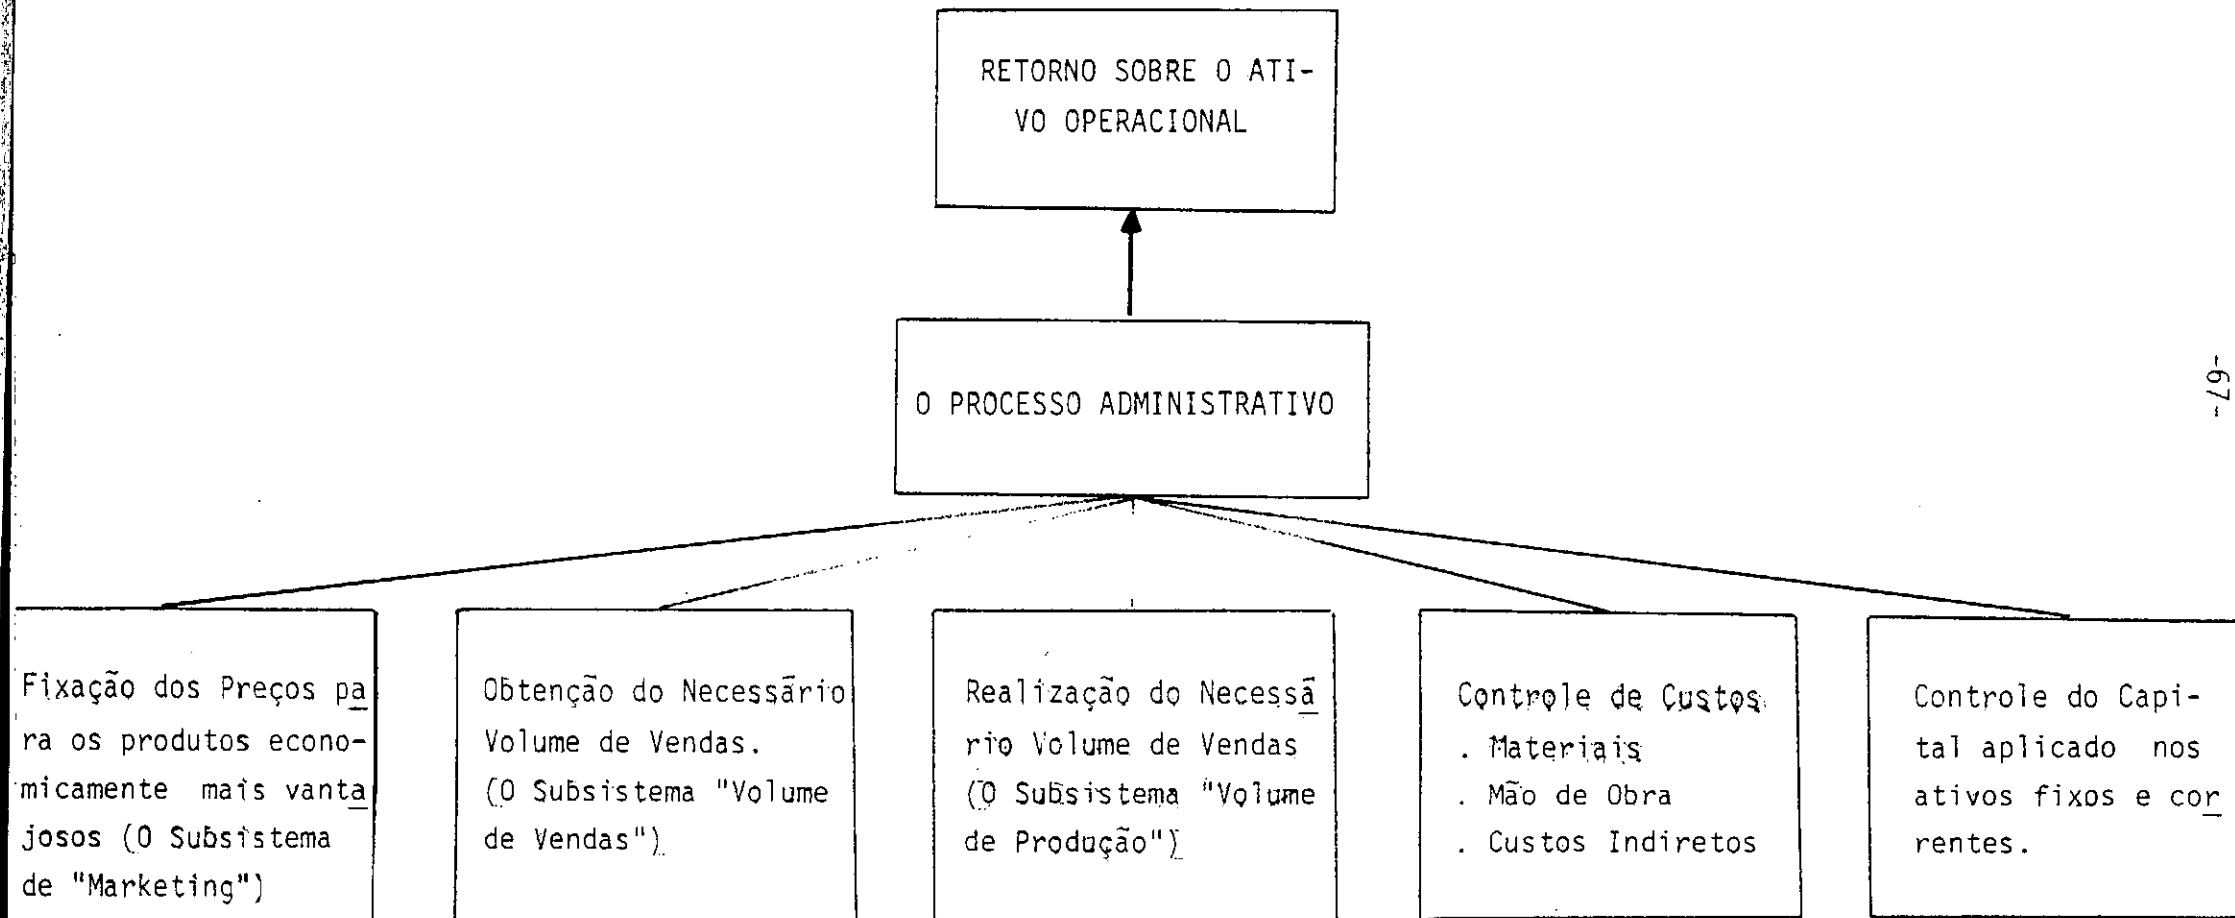 RETORNO SOBRE O ATI-
VO OPERACIONAL
O PROCESSO ADMINISTRATIVO
-67-
Fixação dos Preços pa
ra os produtos econo-
micamente mais vanta
josos (O Subsistema
de "Marketing")
Obtenção do Necessário
Volume de Vendas.
(O Subsistema "Volume
de Vendas")
Realização do Necessá
rio Volume de Vendas
(O Subsistema "Volume
de Produção")
Controle de Custos
. Materiais
. Mão de Obra
. Custos Indiretos
Controle do Capi-
tal aplicado nos
ativos fixos e cor
rentes.